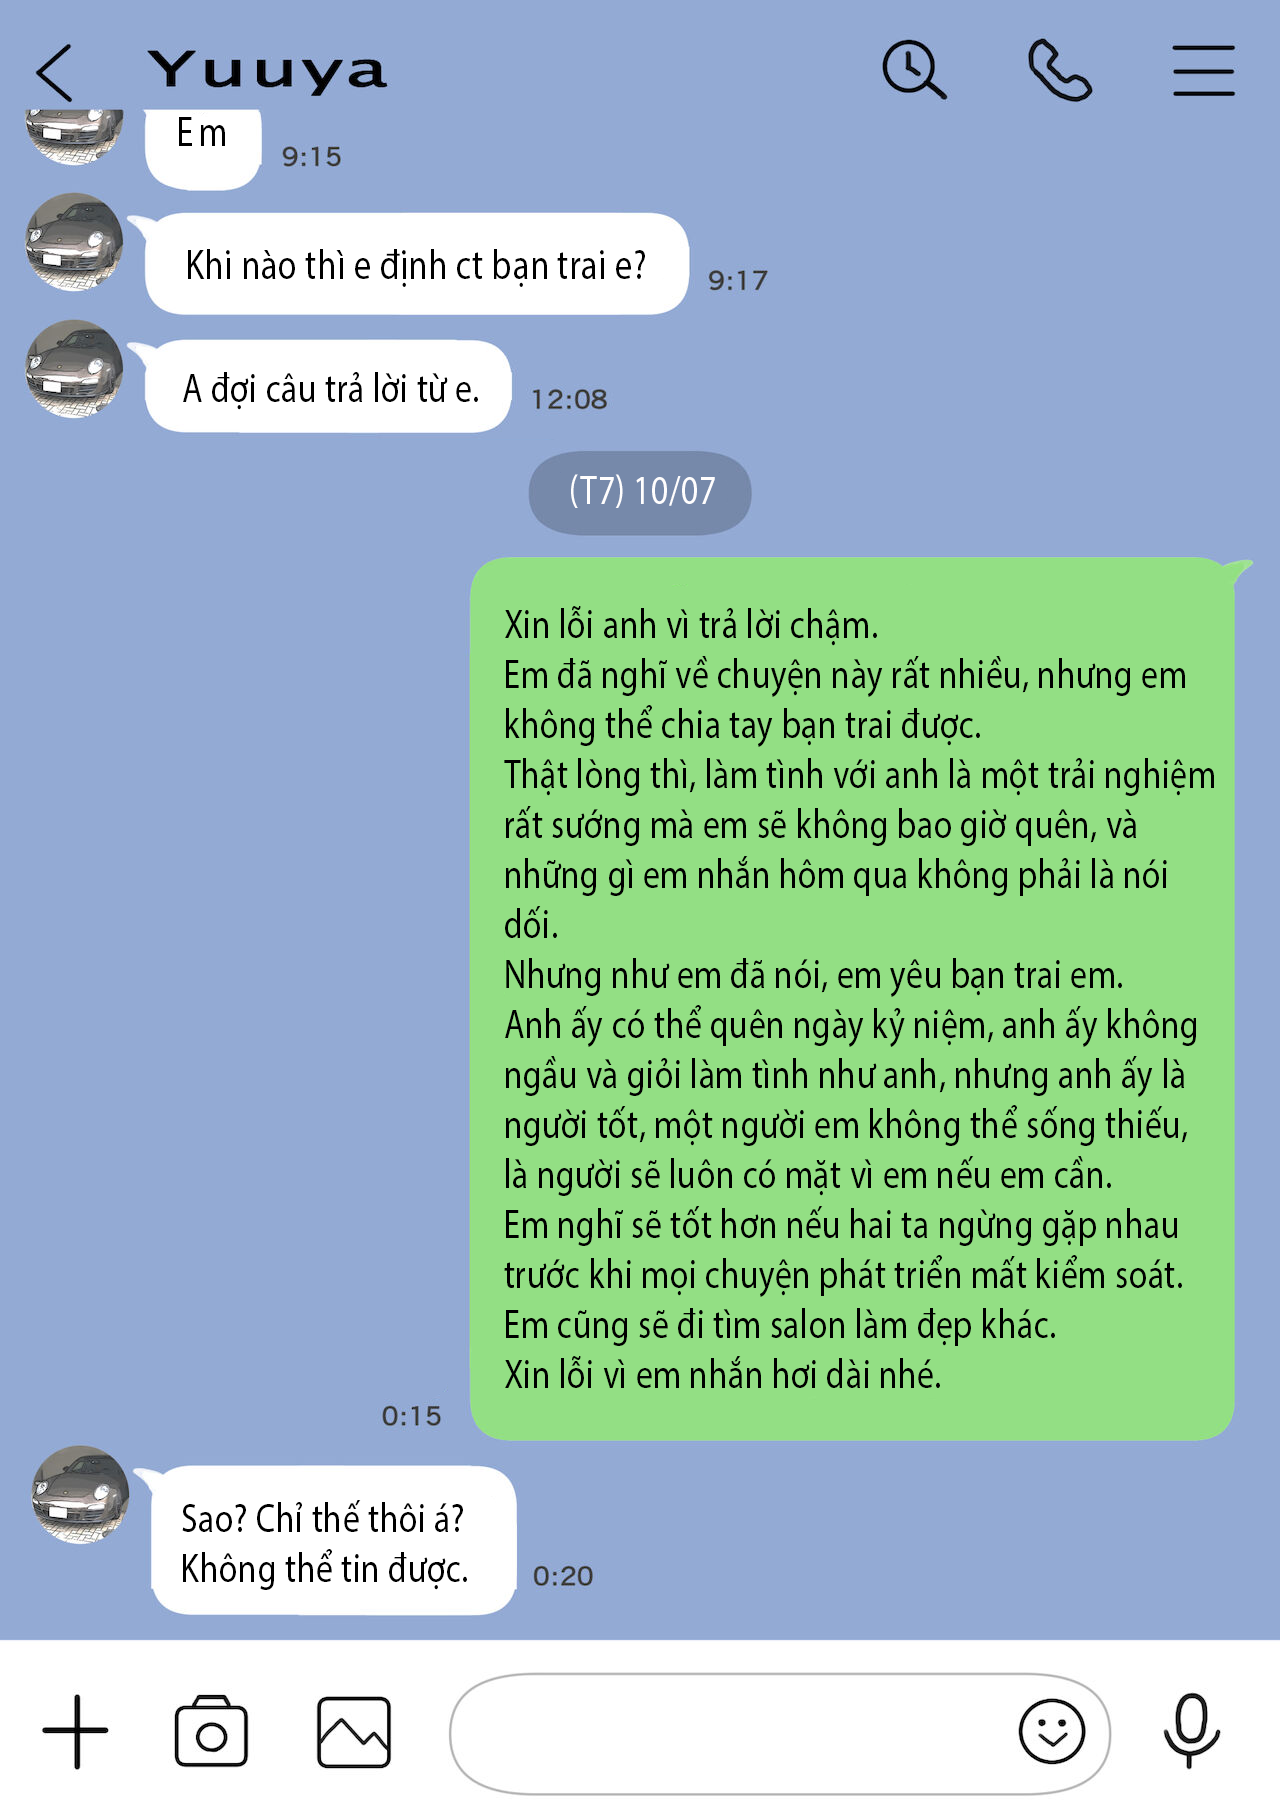 Yuuya
Em
9:15
Khi nào thì e định ct bạn trai e?
9:17
A đợi câu trả lời từ e.
12:08
(T7) 10/07
Xin lỗi anh vì trả lời chậm.
Em đã nghĩ về chuyện này rất nhiều, nhưng em
không thể chia tay bạn trai được.
Thật lòng thì, làm tình với anh là một trải nghiệm
rất sướng mà em sẽ không bao giờ quên, và
những gì em nhắn hôm qua không phải là nói
dối.
Nhưng như em đã nói, em yêu bạn trai em.
Anh ấy có thể quên ngày kỷ niệm, anh ấy không
ngầu và giỏi làm tình như anh, nhưng anh ấy là
người tốt, một người em không thể sống thiếu,
là người sẽ luôn có mặt vì em nếu em cần.
Em nghĩ sẽ tốt hơn nếu hai ta ngừng gặp nhau
trước khi mọi chuyện phát triển mất kiểm soát.
Em cũng sẽ đi tìm salon làm đẹp khác.
Xin lỗi vì em nhắn hơi dài nhé.
0:15
Sao? Chỉ thế thôi á?
Không thể tin được.
0:20